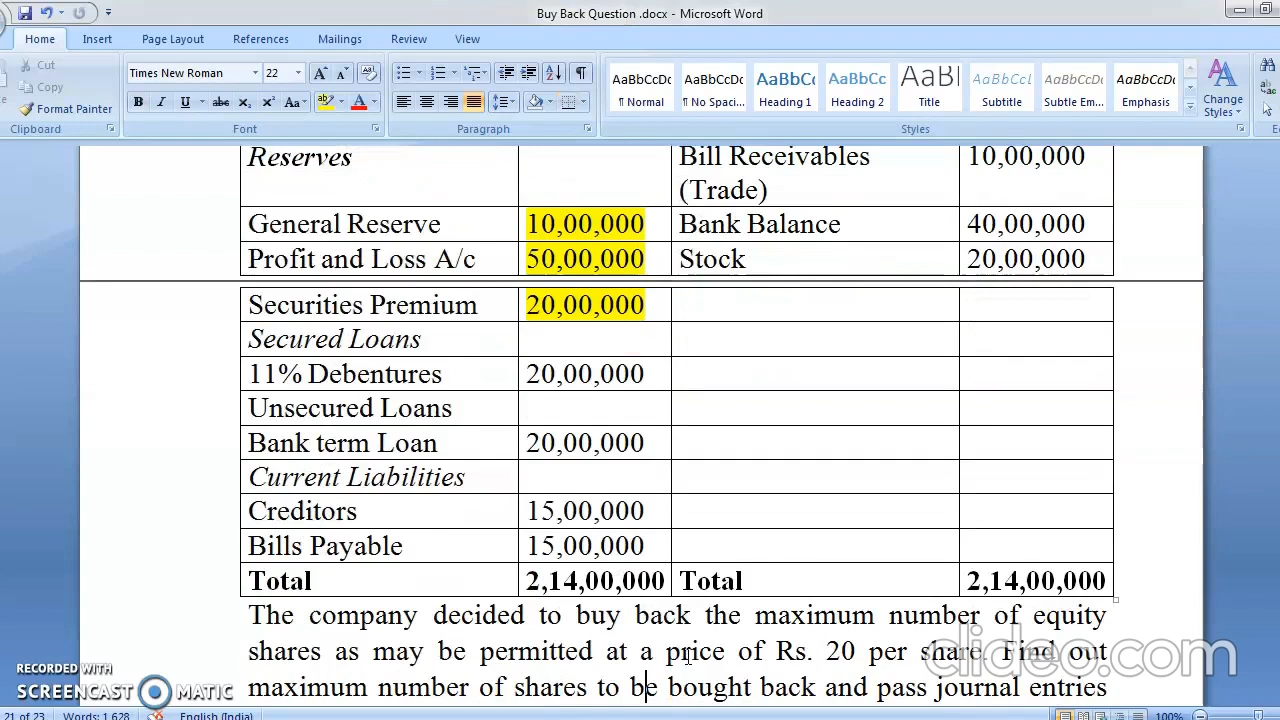 Buy Back Question .docx - Microsoft Word
Home Insert Page Layout References Mailings Review View
Cut
Copy
Format Painter
Clipboard
Times New Roman 22
B I U abc x₂ x² Aa A
Font
Paragraph
AaBbCcDc AaBbCcDc AaBbC AaBbCc AaBl AaBbCcL AaBbCcDc AaBbCcDc
¶ Normal ¶ No Spaci... Heading 1 Heading 2 Title Subtitle Subtle Em... Emphasis
Change Styles
Styles
Reserves Bill Receivables 10,00,000
(Trade)
General Reserve 10,00,000 Bank Balance 40,00,000
Profit and Loss A/c 50,00,000 Stock 20,00,000
Securities Premium 20,00,000
Secured Loans
11% Debentures 20,00,000
Unsecured Loans
Bank term Loan 20,00,000
Current Liabilities
Creditors 15,00,000
Bills Payable 15,00,000
Total 2,14,00,000 Total 2,14,00,000
The company decided to buy back the maximum number of equity
shares as may be permitted at a price of Rs. 20 per share. Find out
maximum number of shares to be bought back and pass journal entries
clideo.com
RECORDED WITH
SCREENCAST MATIC
21 of 23 Words: 1,628 English (India) 100%